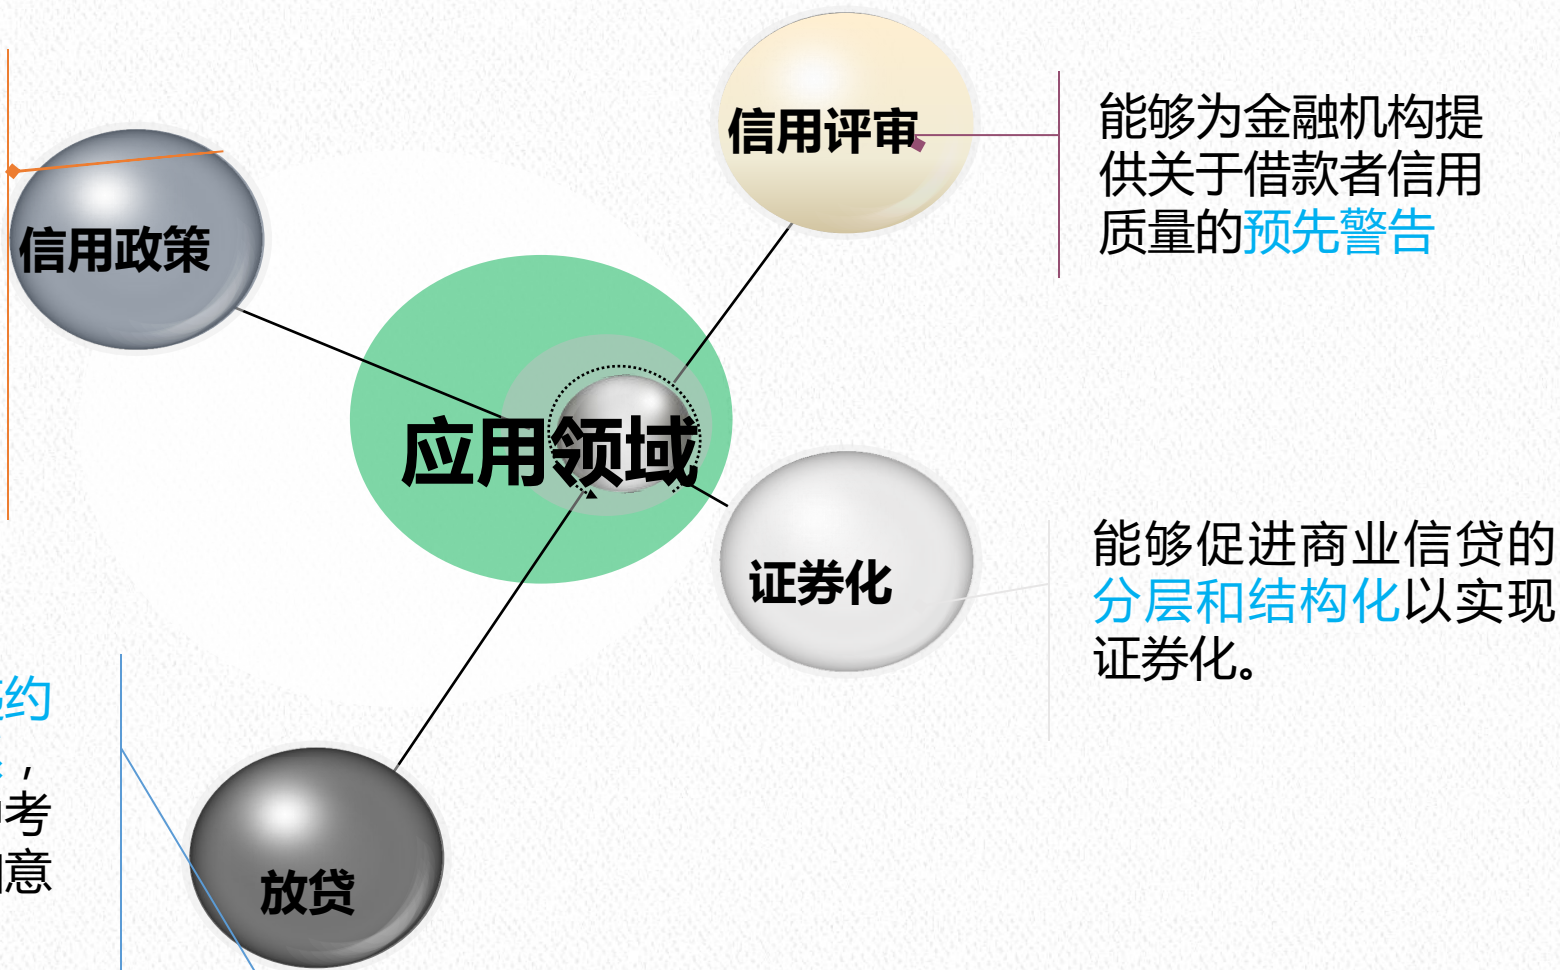 信用评审
能够为金融机构提
供关于借款者信用
质量的预先警告
信用政策
应用领域
证券化
能够促进商业信贷的
分层和结构化以实现
证券化。
约
，
考
意
放贷